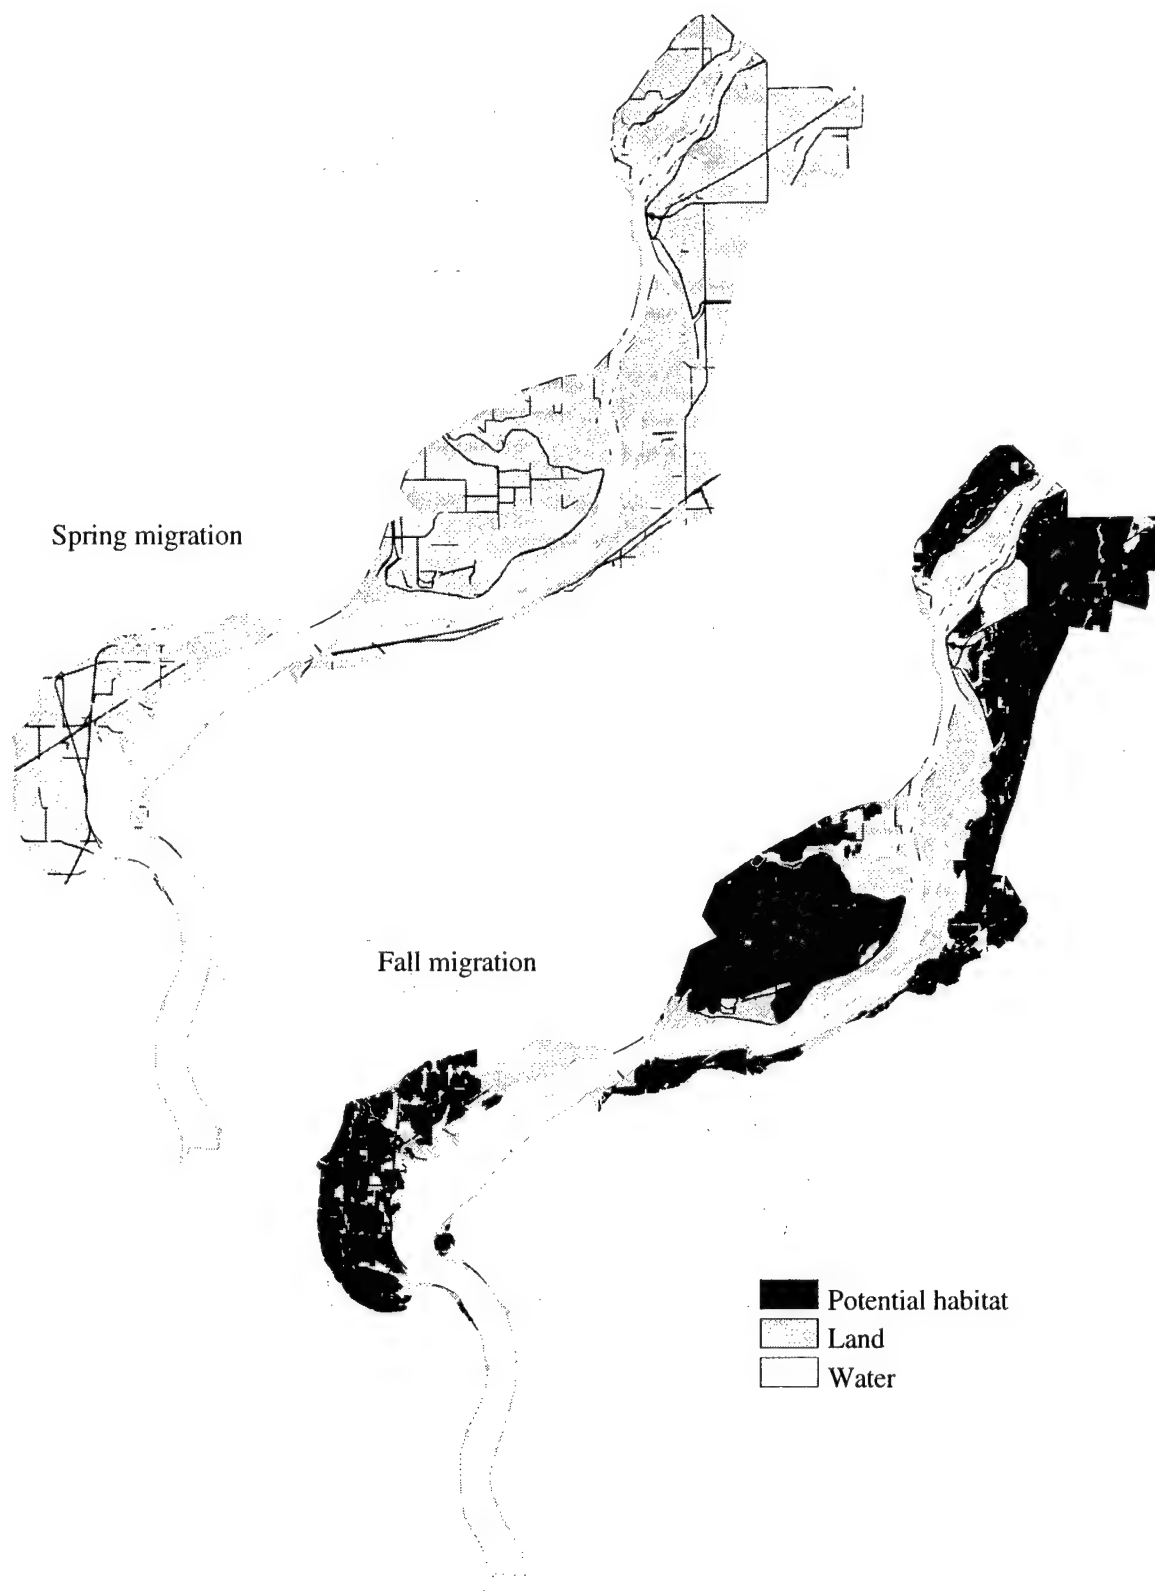 Spring migration
Fall migration
Potential habitat
Land
Water